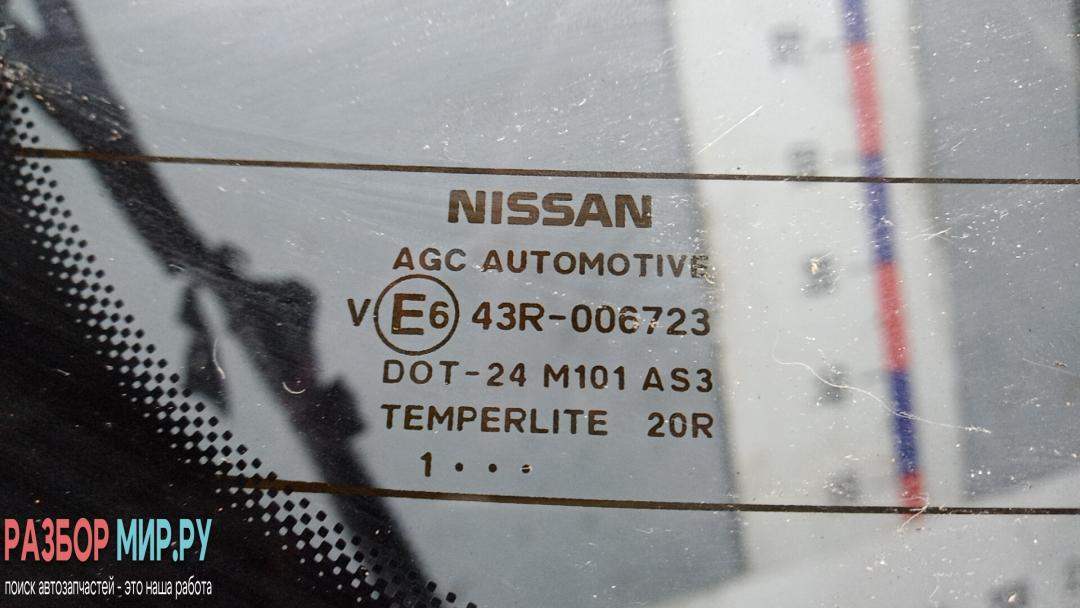 NISSAN
AGC AUTOMOTIVE
V E6 43R-006723
DOT-24 M101 AS3
TEMPERLITE 20R
1 • • •
РАЗБОР МИР.РУ
поиск автозапчастей - это наша работа